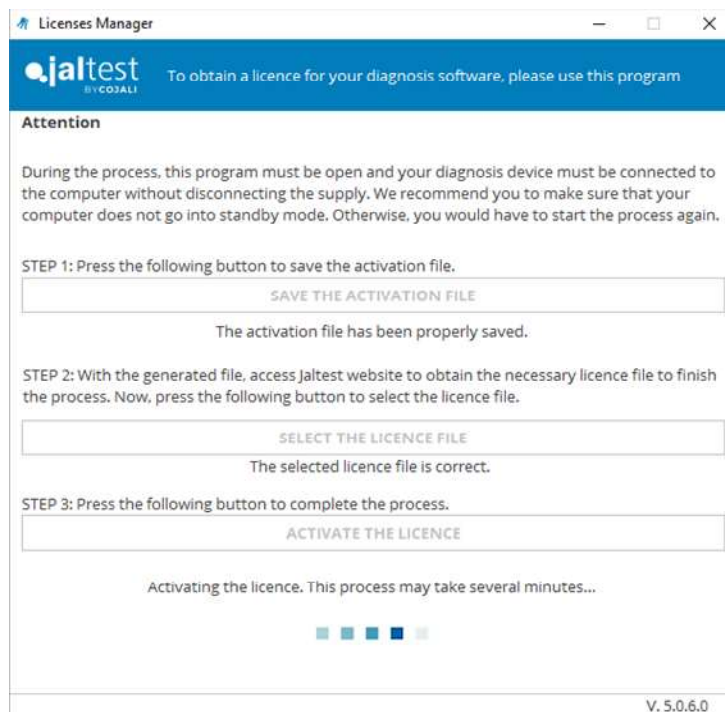 Licenses Manager
jaltest
BY COJALI
To obtain a licence for your diagnosis software, please use this program
Attention
During the process, this program must be open and your diagnosis device must be connected to
the computer without disconnecting the supply. We recommend you to make sure that your
computer does not go into standby mode. Otherwise, you would have to start the process again.
STEP 1: Press the following button to save the activation file.
SAVE THE ACTIVATION FILE
The activation file has been properly saved.
STEP 2: With the generated file, access Jaltest website to obtain the necessary licence file to finish
the process. Now, press the following button to select the licence file.
SELECT THE LICENCE FILE
The selected licence file is correct.
STEP 3: Press the following button to complete the process.
ACTIVATE THE LICENCE
Activating the licence. This process may take several minutes...
V. 5.0.6.0